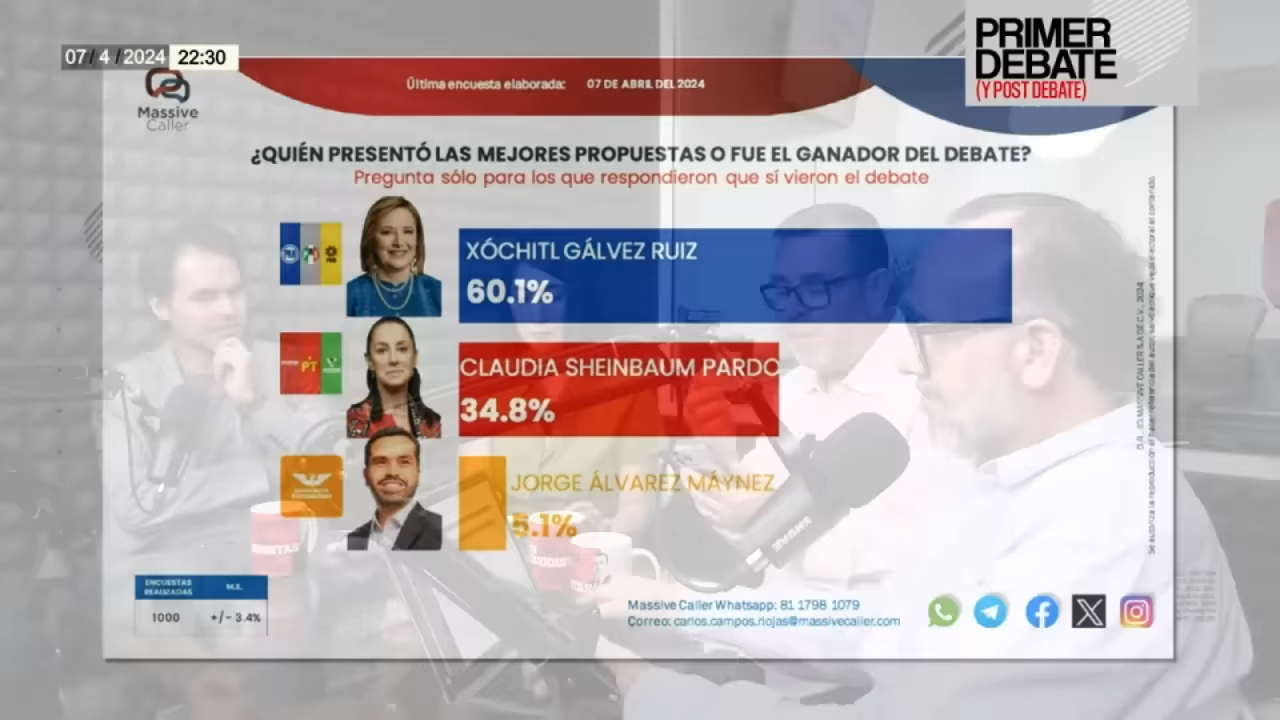 07/ 4 /2024 22:30
PRIMER
DEBATE
(Y POST DEBATE)
Massive
Caller
Última encuesta elaborada: 07 DE ABRIL DEL 2024
¿QUIÉN PRESENTÓ LAS MEJORES PROPUESTAS O FUE EL GANADOR DEL DEBATE?
Pregunta sólo para los que respondieron que sí vieron el debate
XÓCHITL GÁLVEZ RUIZ
60.1%
PT
CLAUDIA SHEINBAUM PARDO
34.8%
JORGE ÁLVAREZ MÁYNEZ
5.1%
ENCUESTAS
REALIZADAS
M.E.
1000 +/- 3.4%
Massive Caller Whatsapp: 81 1798 1079
Correo: carlos.campos.riojas@massivecaller.com